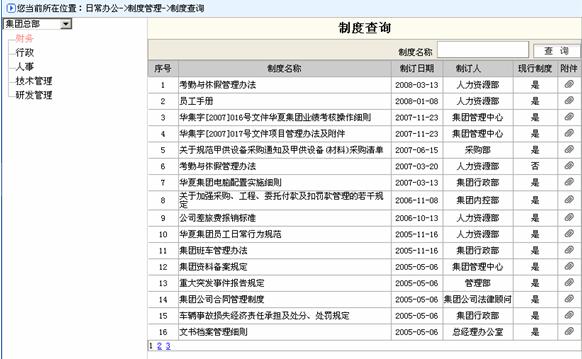 您当前所在位置：日常办公->制度管理->制度查询
集团总部
财务
行政
人事
技术管理
研发管理
制度查询
制度名称 查 询
序号 制度名称 制订日期 制订人 现行制度 附件
1 考勤与休假管理办法 2008-03-13 人力资源部 是
2 员工手册 2008-01-08 人力资源部 是
3 华集字[2007]016号文件华夏集团业绩考核操作细则 2007-11-23 集团管理中心 是
4 华集字[2007]017号文件项目管理办法及附件 2007-11-23 集团管理中心 是
5 关于规范甲供设备采购通知及甲供设备(材料)采购清单 2007-06-15 采购部 是
6 考勤与休假管理办法 2007-03-20 人力资源部 否
7 华夏集团电脑配置实施细则 2007-03-13 集团行政部 是
8 关于加强采购、工程、委托付款及扣罚款管理的若干规
定 2006-11-08 集团内控部 是
9 公司差旅费报销标准 2006-10-13 人力资源部 是
10 华夏集团员工日常行为规范 2005-11-16 人力资源部 是
11 集团班车管理办法 2005-11-16 集团行政部 是
12 集团资料备案规定 2005-05-06 集团管理中心 是
13 重大突发事件报告规定 2005-05-06 管理部 是
14 集团公司合同管理制度 2005-05-06 集团公司法律顾问 是
15 车辆事故损失经济责任承担及处分、处罚规定 2005-05-06 集团行政部 是
16 文书档案管理细则 2005-05-06 总经理办公室 是
1 2 3